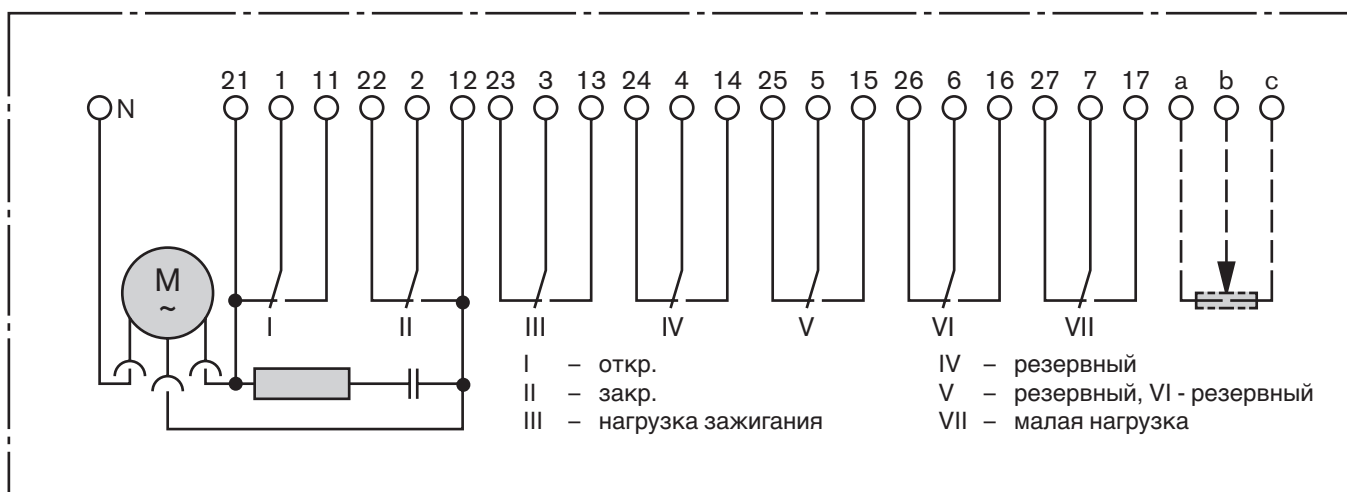 21 1 11 22 2 12 23 3 13 24 4 14 25 5 15 26 6 16 27 7 17 a b c
N
M
~
I II III IV V VI VII
I – откр.
II – закр.
III – нагрузка зажигания
IV – резервный
V – резервный, VI - резервный
VII – малая нагрузка